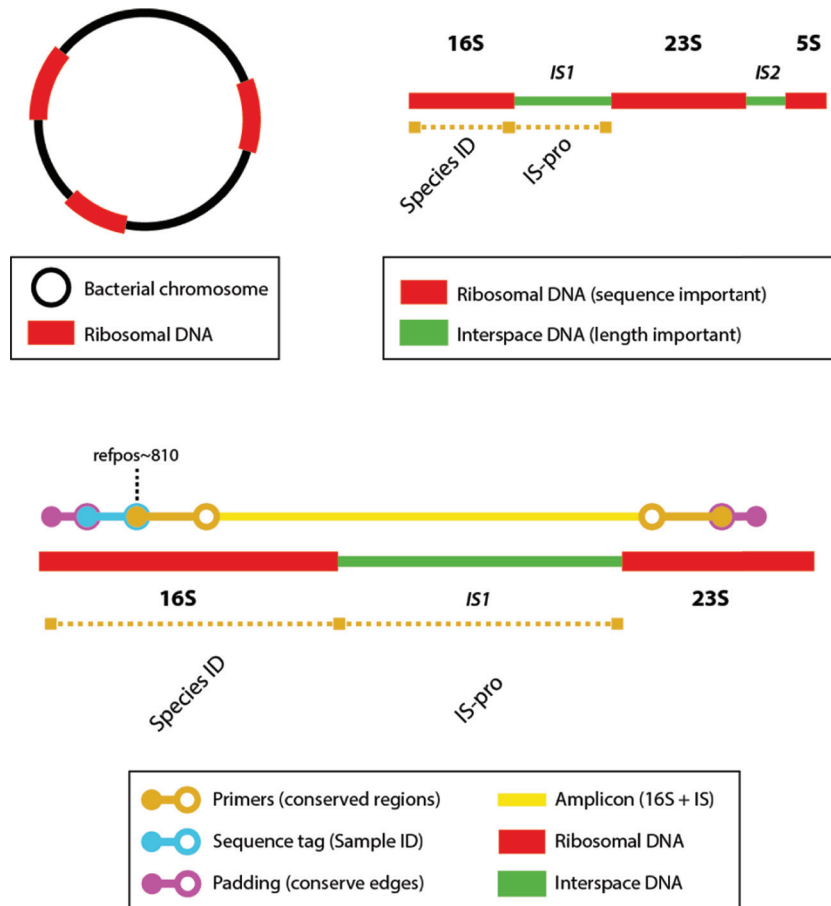 16S
23S
5S
IS1
IS2
Species ID
IS-pro
Bacterial chromosome
Ribosomal DNA
Ribosomal DNA (sequence important)
Interspace DNA (length important)
refpos~810
16S
IS1
23S
Species ID
IS-pro
Primers (conserved regions)
Sequence tag (Sample ID)
Padding (conserve edges)
Amplicon (16S + IS)
Ribosomal DNA
Interspace DNA